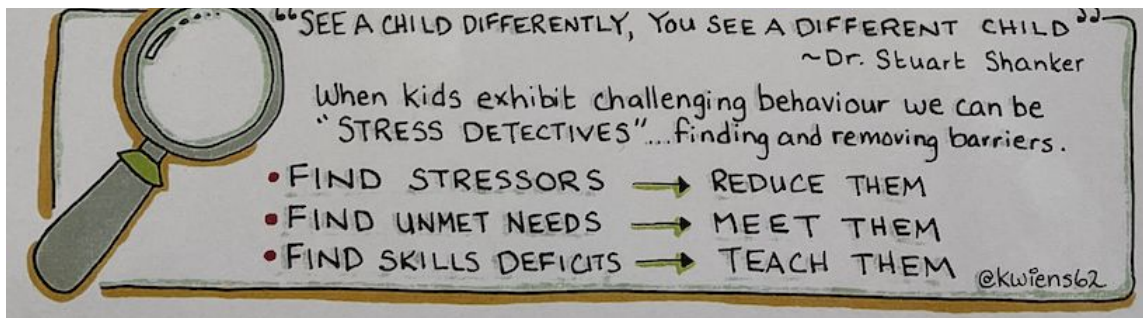 “SEE A CHILD DIFFERENTLY, YOU SEE A DIFFERENT CHILD”
~Dr. Stuart Shanker
When kids exhibit challenging behaviour we can be
“STRESS DETECTIVES”....finding and removing barriers.
• FIND STRESSORS → REDUCE THEM
• FIND UNMET NEEDS → MEET THEM
• FIND SKILLS DEFICITS → TEACH THEM
@kwiens62